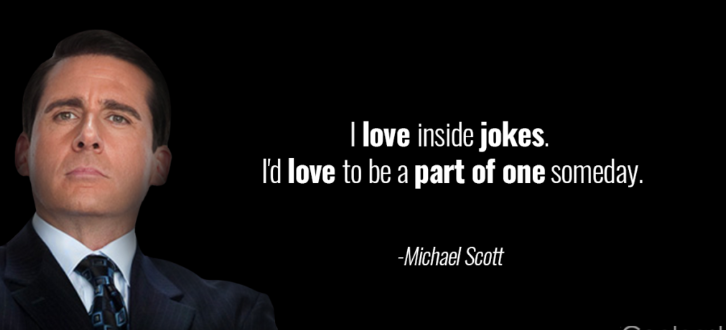 I love inside jokes.
I'd love to be a part of one someday.
-Michael Scott